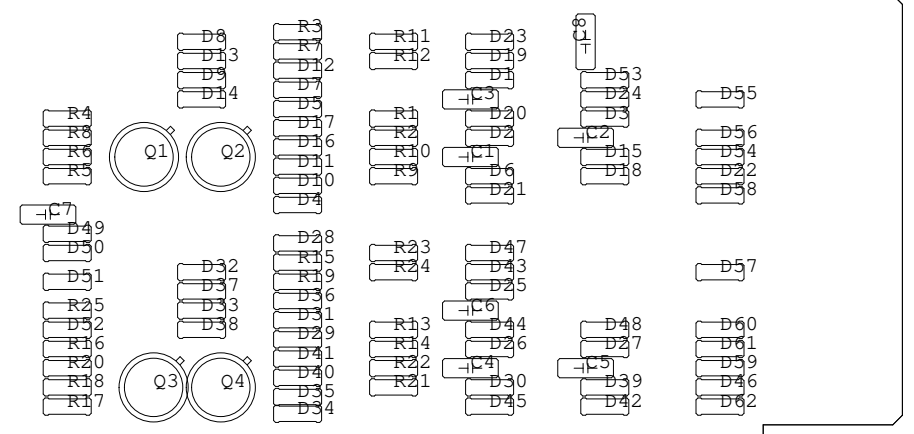 R3
D8 R11 D23 C8
D13 R7 R12 D19
D9 D12 D1 D53
D14 D7 C3 D24 D55
R4 D5 R1 D20 D3
R8 D17 R2 D2 C2 D56
R6 Q1 Q2 D16 R10 C1 D15 D54
R5 D11 R9 D6 D18 D22
D10 D21 D58
D4
C7
D49 D28
D50 R15 R23 D47
D51 D32 R19 R24 D43 D57
D37 D36 D25
R25 D33 D31 C6
D52 D38 D29 R13 D44 D48 D60
R16 D41 R14 D26 D27 D61
R20 D40 R22 C4 C5 D59
R18 Q3 Q4 D35 R21 D30 D39 D46
R17 D34 D45 D42 D62